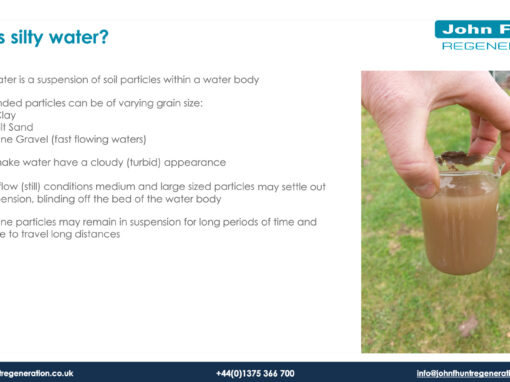 s silty water?
John F
REGENE
ater is a suspension of soil particles within a water body
nded particles can be of varying grain size:
Clay
lt Sand
ne Gravel (fast flowing waters)
make water have a cloudy (turbid) appearance
flow (still) conditions medium and large sized particles may settle out
pension, blinding off the bed of the water body
ne particles may remain in suspension for long periods of time and
e to travel long distances
tregeneration.co.uk
+44(0)1375 366 700
info@johnfhuntregenerati